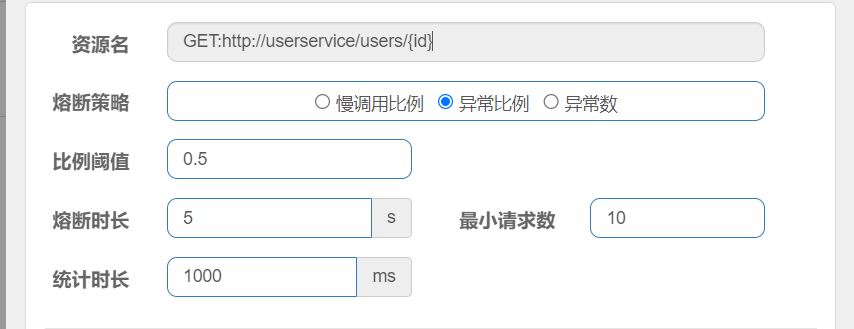 资源名 GET:http://userservice/users/{id}
熔断策略 慢调用比例 异常比例 异常数
比例阈值 0.5
熔断时长 5 s 最小请求数 10
统计时长 1000 ms